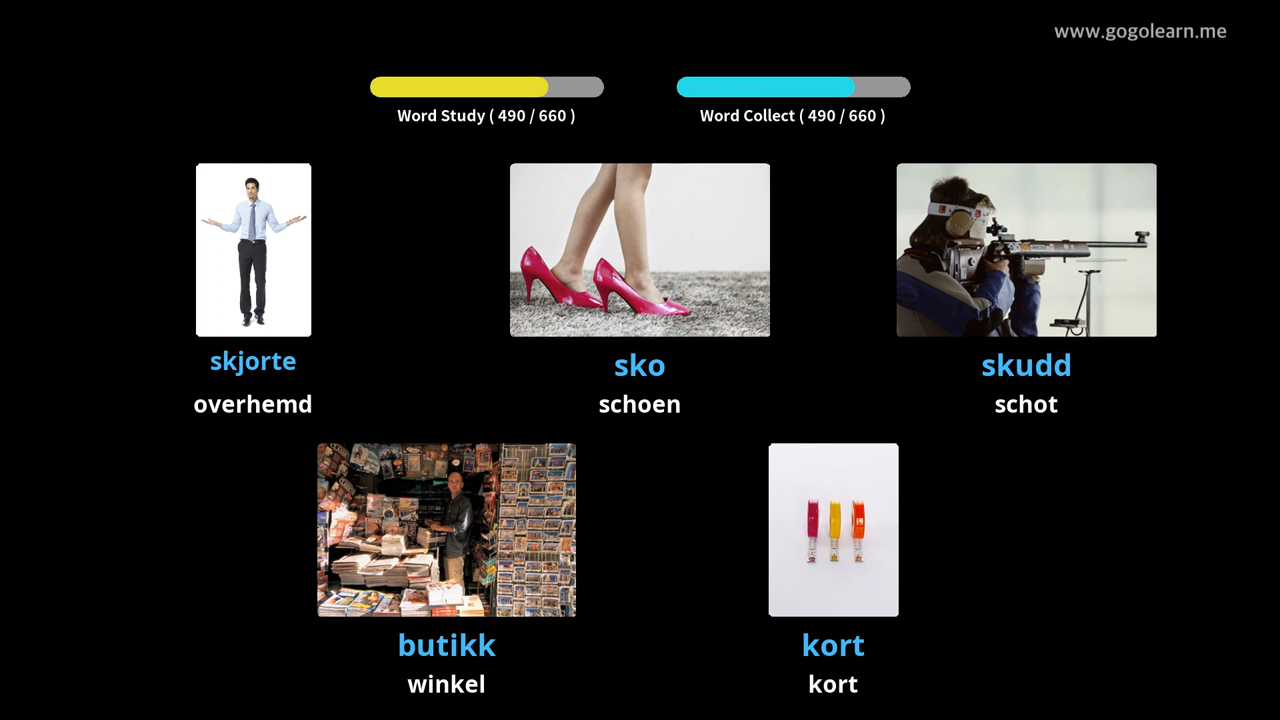 www.gogolearn.me
Word Study ( 490 / 660 )
Word Collect ( 490 / 660 )
skjorte
overhemd
sko
schoen
skudd
schot
butikk
winkel
kort
kort